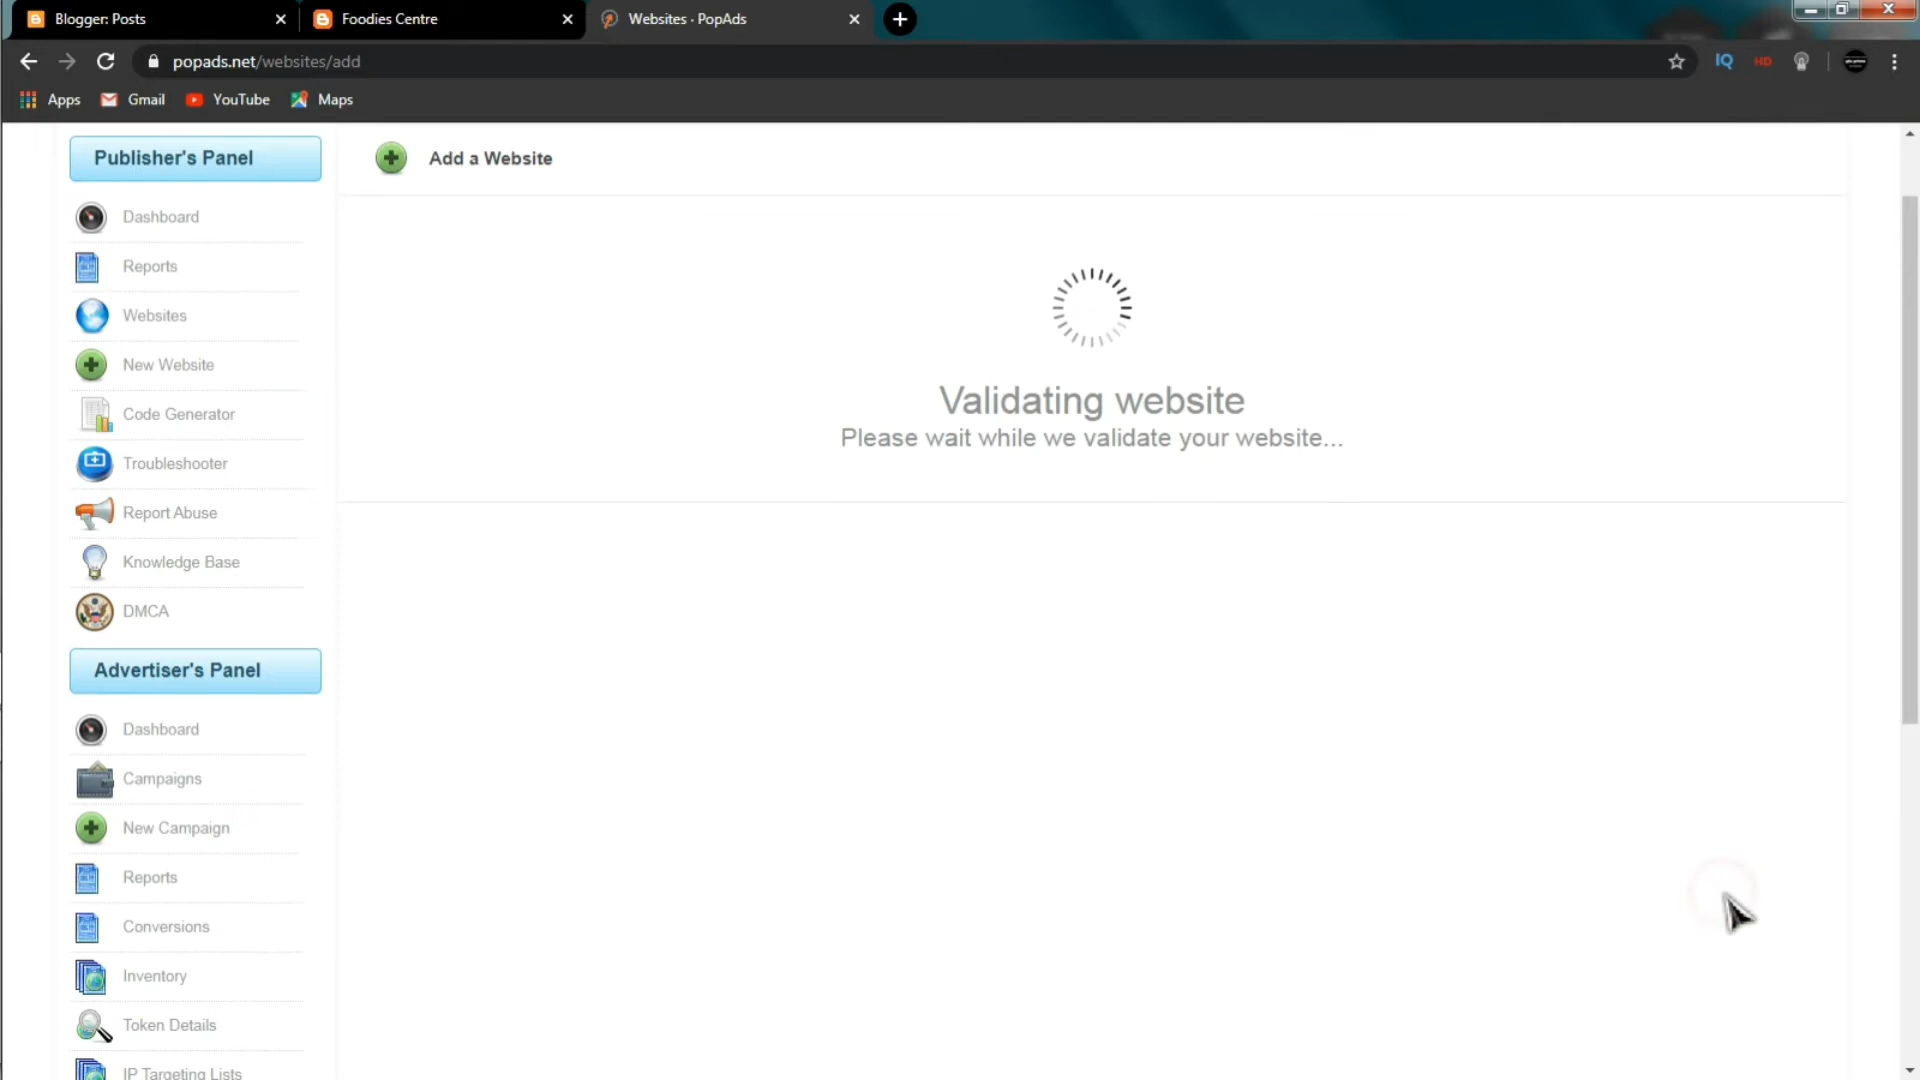 Blogger: Posts
Foodies Centre
Websites · PopAds
popads.net/websites/add
IQ
HD
Apps
Gmail
YouTube
Maps
Publisher's Panel
Dashboard
Reports
Websites
New Website
Code Generator
Troubleshooter
Report Abuse
Knowledge Base
DMCA
Advertiser's Panel
Dashboard
Campaigns
New Campaign
Reports
Conversions
Inventory
Token Details
IP Targeting Lists
Add a Website
Validating website
Please wait while we validate your website...